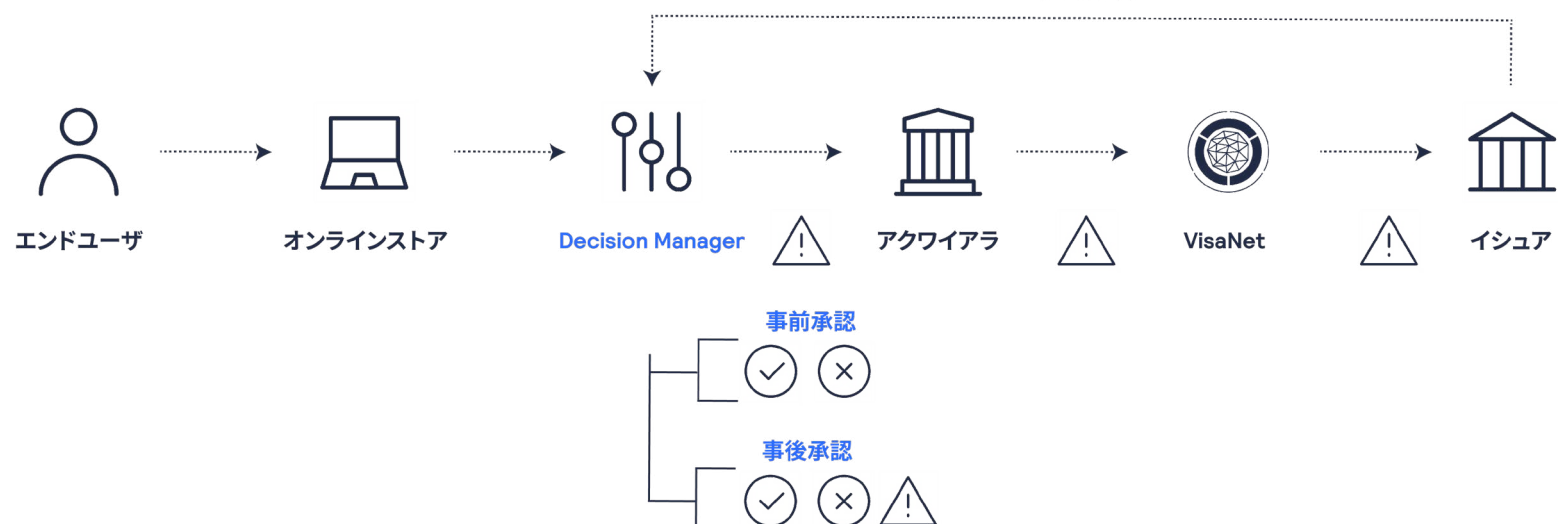 エンドユーザ
オンラインストア
Decision Manager
アクワイアラ
VisaNet
イシュア
事前承認
事後承認